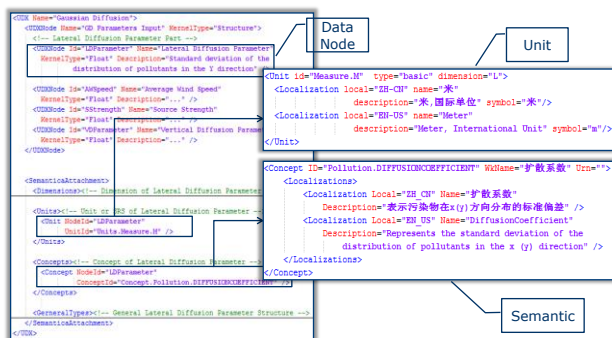 <UDX Name="Gaussian Diffusion">
<UDXNode Name="GD Parameters Input" KernelType="Structure">
<!-- Lateral Diffusion Parameter Part -->
<UDXNode Id="LDParameter" Name="Lateral Diffusion Parameter"
KernelType="Float" Description="Standard deviation of the
distribution of pollutants in the Y direction" />
<UDXNode Id="AWSpeed" Name="Average Wind Speed"
KernelType="Float" Description="..." />
<UDXNode Id="SStrength" Name="Source Strength"
KernelType="Float" Description="..." />
<UDXNode Id="VDParameter" Name="Vertical Diffusion Parame
KernelType="Float" Description="..." />
</UDXNode>
<SemanticaAttachment>
<Dimensions><!-- Dimension of Lateral Diffusion Parameter
<Units><!-- Unit or SRS of Lateral Diffusion Parameter -->
<Unit NodeId="LDParameter"
UnitId="Units.Measure.M" />
</Units>
<Concepts><!-- Concept of Lateral Diffusion Parameter -->
<Concept NodeId="LDParameter"
ConceptId="Concept.Pollution.DIFFUSIONCOEFFICIENT" />
</Concepts>
<GerneralTypes><!-- General Lateral Diffusion Parameter Structure -->
</SemanticaAttachment>
</UDX>
Data
Node
Unit
<Unit id="Measure.M" type="basic" dimension="L">
<Localization local="ZH-CN" name="米"
description="米,国际单位" symbol="米"/>
<Localization local="EN-US" name="Meter"
description="Meter, International Unit" symbol="m"/>
</Unit>
<Concept ID="Pollution.DIFFUSIONCOEFFICIENT" WkName="扩散系数" Urn="">
<Localizations>
<Localization Local="ZH_CN" Name="扩散系数"
Description="表示污染物在x(y)方向分布的标准偏差" />
<Localization Local="EN_US" Name="DiffusionCoefficient"
Description="Represents the standard deviation of the
distribution of pollutants in the x (y) direction" />
</Localizations>
</Concept>
Semantic